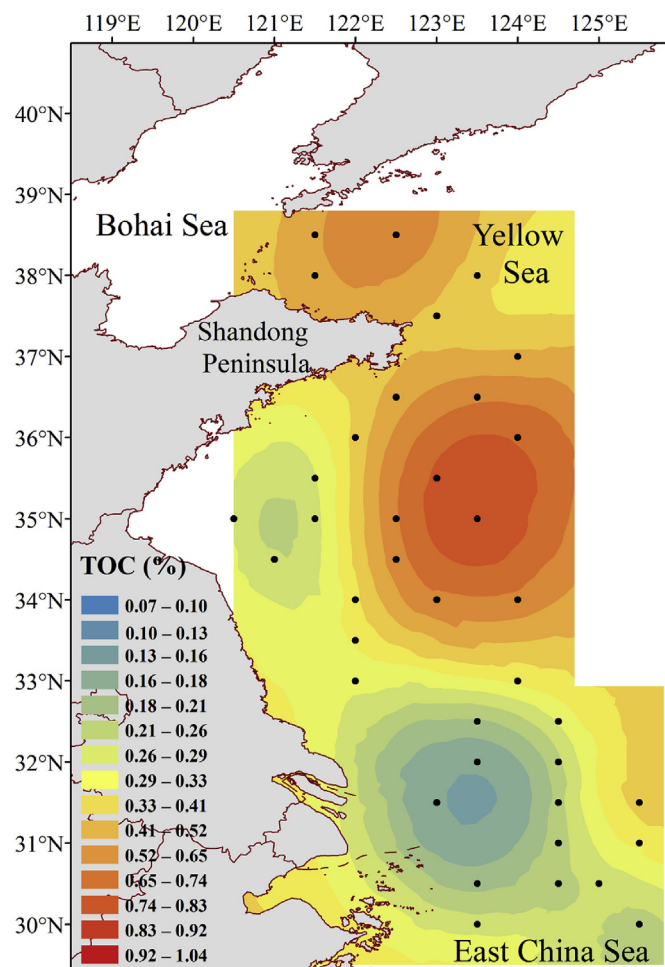 119°E 120°E 121°E 122°E 123°E 124°E 125°E
40°N
39°N
Bohai Sea
Yellow
Sea
38°N
Shandong
Peninsula
37°N
36°N
35°N
TOC (%)
34°N
0.07 – 0.10
0.10 – 0.13
0.13 – 0.16
33°N
0.16 – 0.18
0.18 – 0.21
0.21 – 0.26
32°N
0.26 – 0.29
0.29 – 0.33
0.33 – 0.41
31°N
0.41 – 0.52
0.52 – 0.65
0.65 – 0.74
0.74 – 0.83
30°N
0.83 – 0.92
0.92 – 1.04
East China Sea